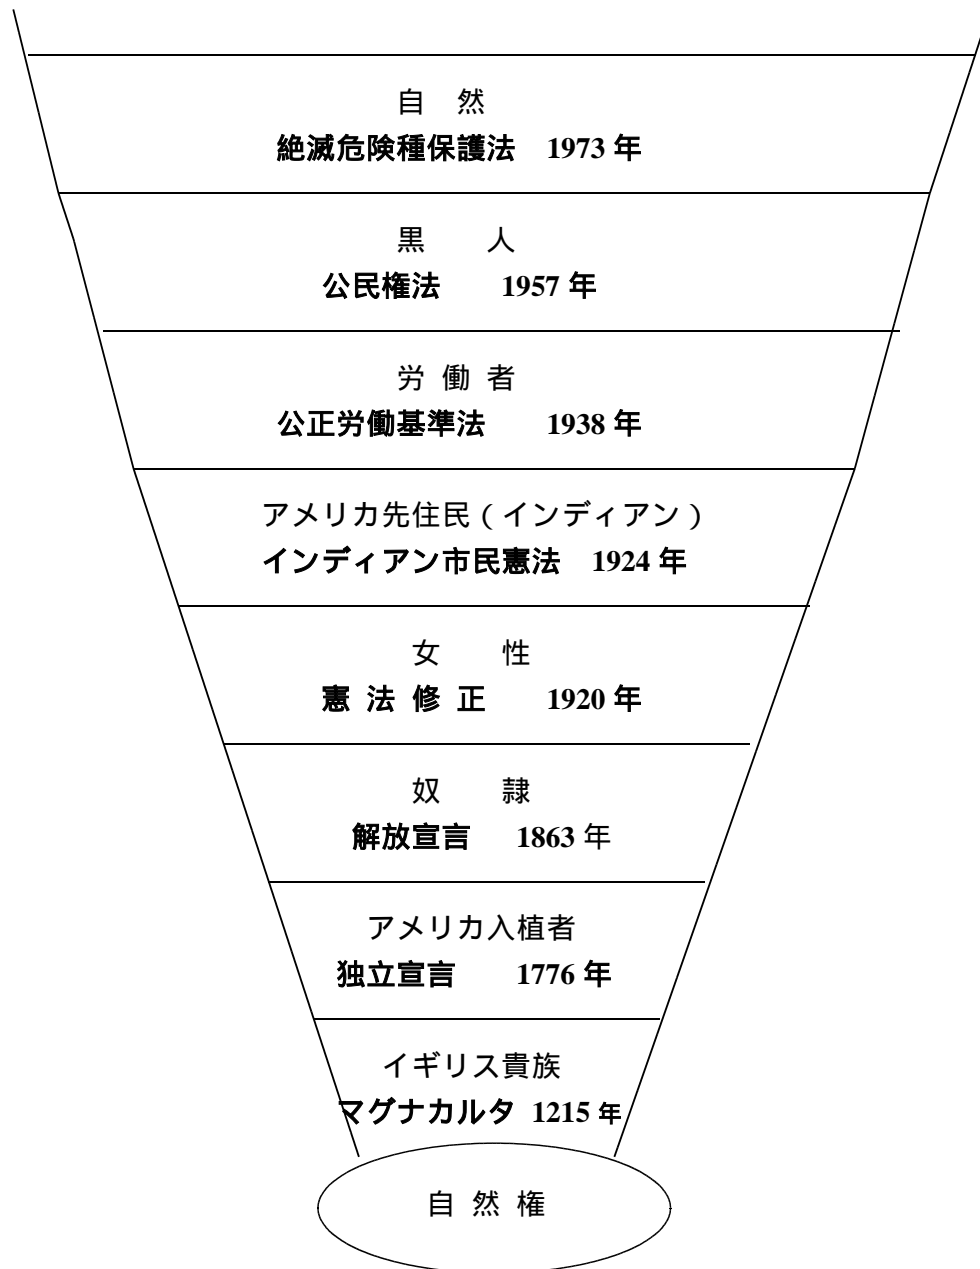 自　然
絶滅危険種保護法　1973 年
黒　　人
公民権法　　1957 年
労 働 者
公正労働基準法　　1938 年
アメリカ先住民（インディアン）
インディアン市民憲法　1924 年
女　　性
憲 法 修 正　　1920 年
奴　　隷
解放宣言　1863 年
アメリカ入植者
独立宣言　　1776 年
イギリス貴族
マグナカルタ 1215 年
自 然 権